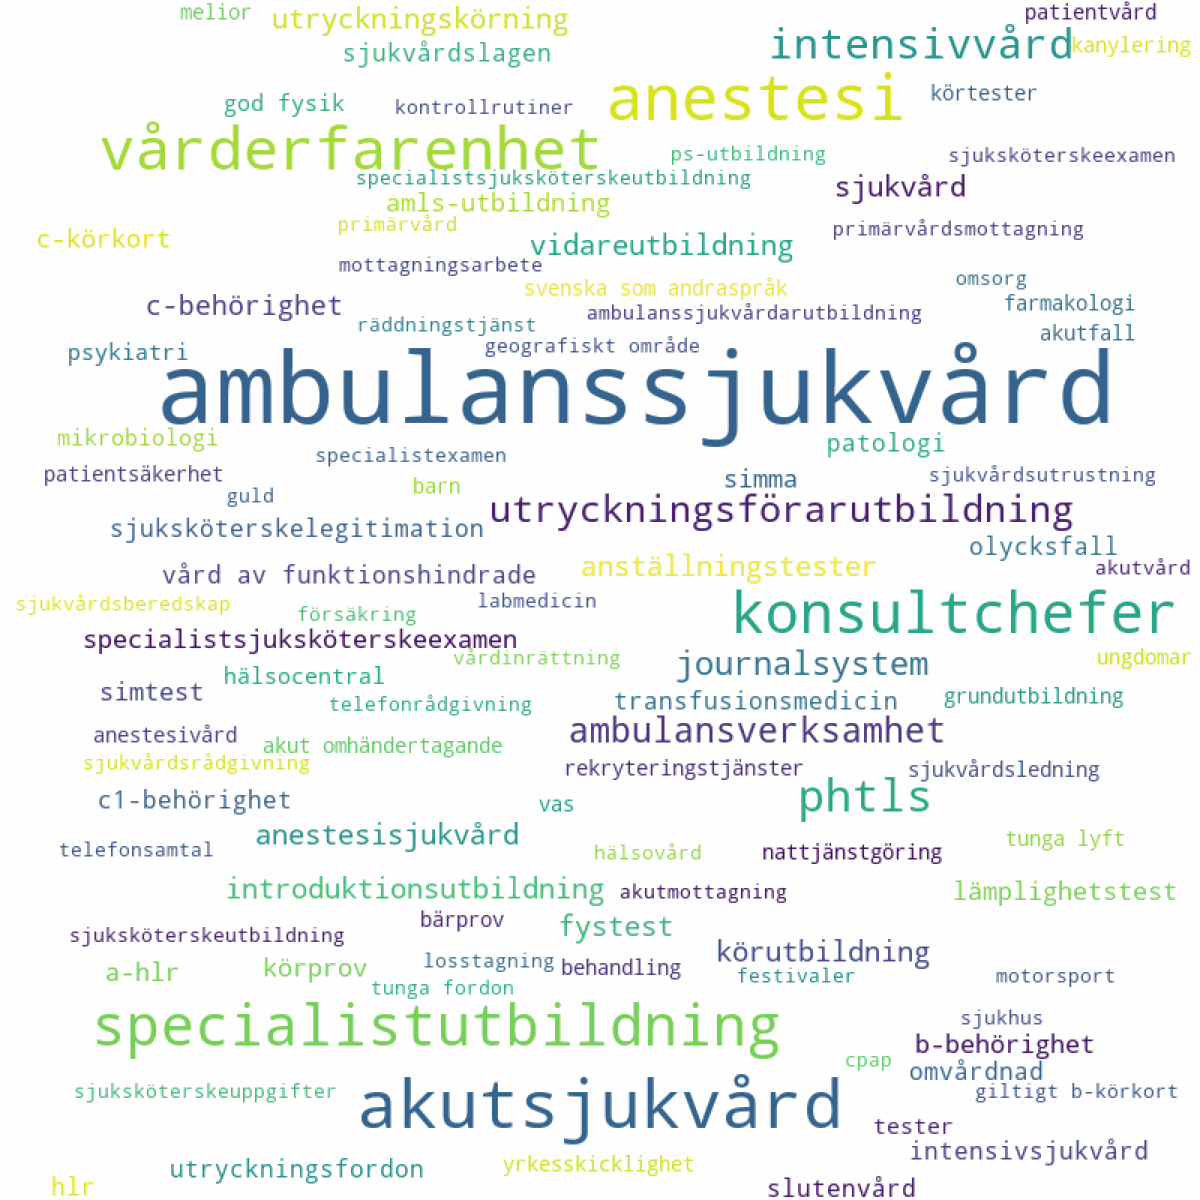 melior
utryckningskörning
patientvård
sjukvårdslagen
intensivvård
kanylering
god fysik
kontrollrutiner
anestesi
körtester
vårderfarenhet
ps-utbildning
sjuksköterskeexamen
specialistsjuksköterskeutbildning
sjukvård
amls-utbildning
primärvård
c-körkort
vidareutbildning
primärvårdsmottagning
mottagningsarbete
omsorg
svenska som andraspråk
c-behörighet
farmakologi
ambulanssjukvårdarutbildning
räddningstjänst
akutfall
psykiatri
geografiskt område
ambulanssjukvård
mikrobiologi
patologi
specialistexamen
patientsäkerhet
simma
sjukvårdsutrustning
guld
barn
utryckningsförarutbildning
sjuksköterskelegitimation
olycksfall
vård av funktionshindrade
anställningstester
akutvård
sjukvårdsberedskap
försäkring
labmedicin
konsultchefer
specialistsjuksköterskeexamen
vårdinrättning
ungdomar
hälsocentral
journalsystem
simtest
telefonrådgivning
transfusionsmedicin
grundutbildning
anestesivård
akut omhändertagande
ambulansverksamhet
sjukvårdsrådgivning
rekryteringstjänster
sjukvårdsledning
c1-behörighet
vas
phtls
anestesisjukvård
tunga lyft
telefonsamtal
hälsovård
nattjänstgöring
introduktionsutbildning
akutmottagning
lämplighetstest
bärprov
fystest
sjuksköterskeutbildning
körutbildning
a-hlr
körprov
losstagning
behandling
festivaler
motorsport
tunga fordon
specialistutbildning
sjukhus
b-behörighet
cpap
omvårdnad
sjuksköterskeuppgifter
akutsjukvård
giltigt b-körkort
tester
intensivsjukvård
utryckningsfordon
yrkesskicklighet
hlr
slutenvård